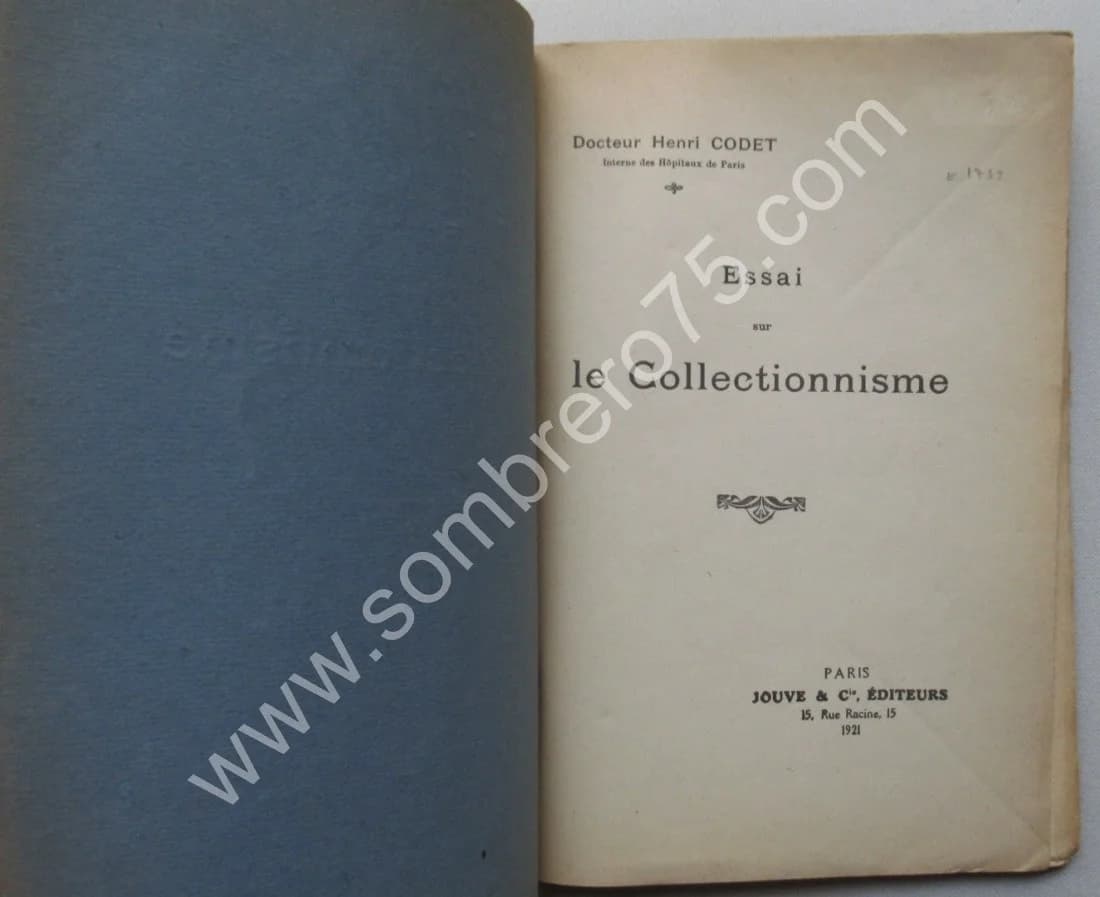 Docteur Henri CODET
Interne des Hôpitaux de Paris
Essai
sur
le Collectionnisme
PARIS
JOUVE & Cie, ÉDITEURS
15, Rue Racine, 15
1921
www.sombrero75.com